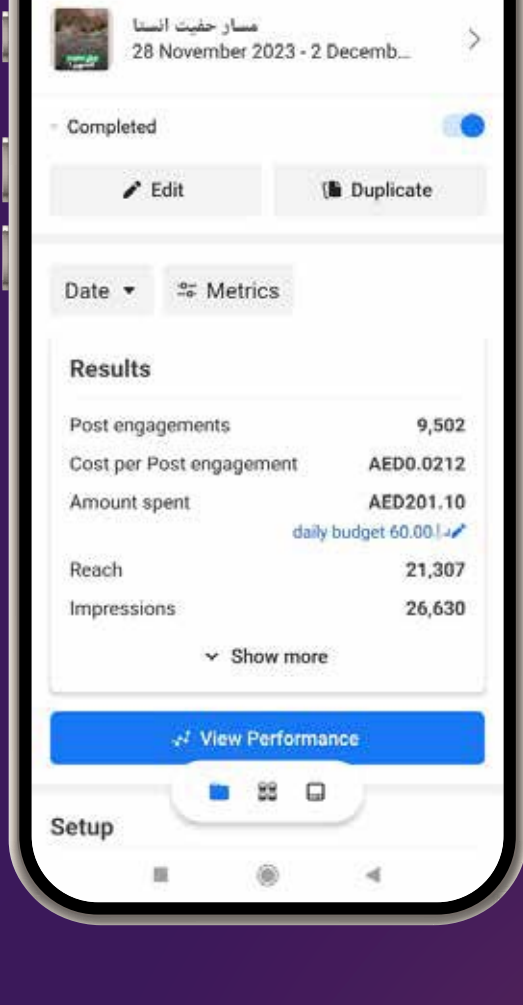 مسار حفيت انستا
28 November 2023 - 2 Decemb...
Completed
Edit
Duplicate
Date
Metrics
Results
Post engagements 9,502
Cost per Post engagement AED0.0212
Amount spent AED201.10
daily budget 60.00 د.إ
Reach 21,307
Impressions 26,630
Show more
View Performance
Setup